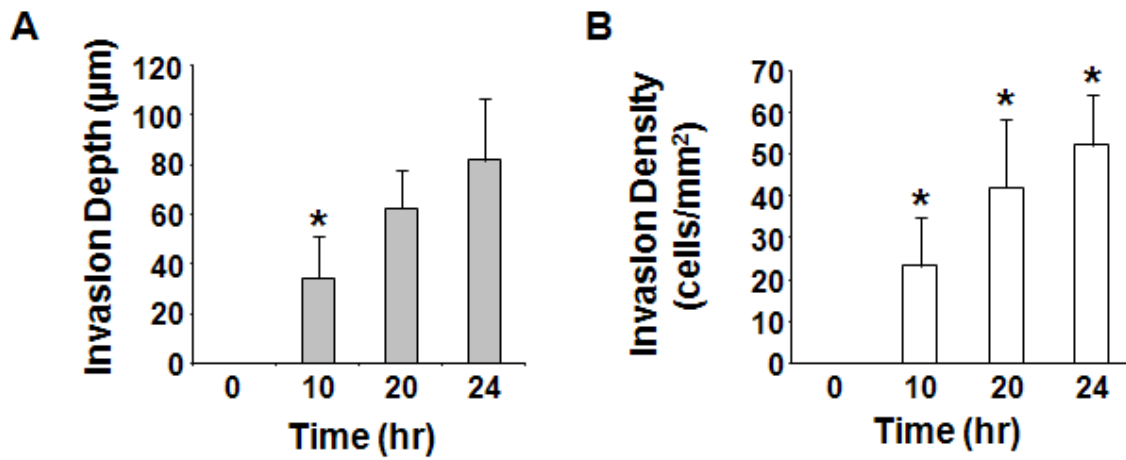 A
Invasion Depth (µm)
120
100
80
60
40
20
0
*
0 10 20 24
Time (hr)
B
Invasion Density
(cells/mm²)
70
60
50
40
30
20
10
0
* * *
0 10 20 24
Time (hr)